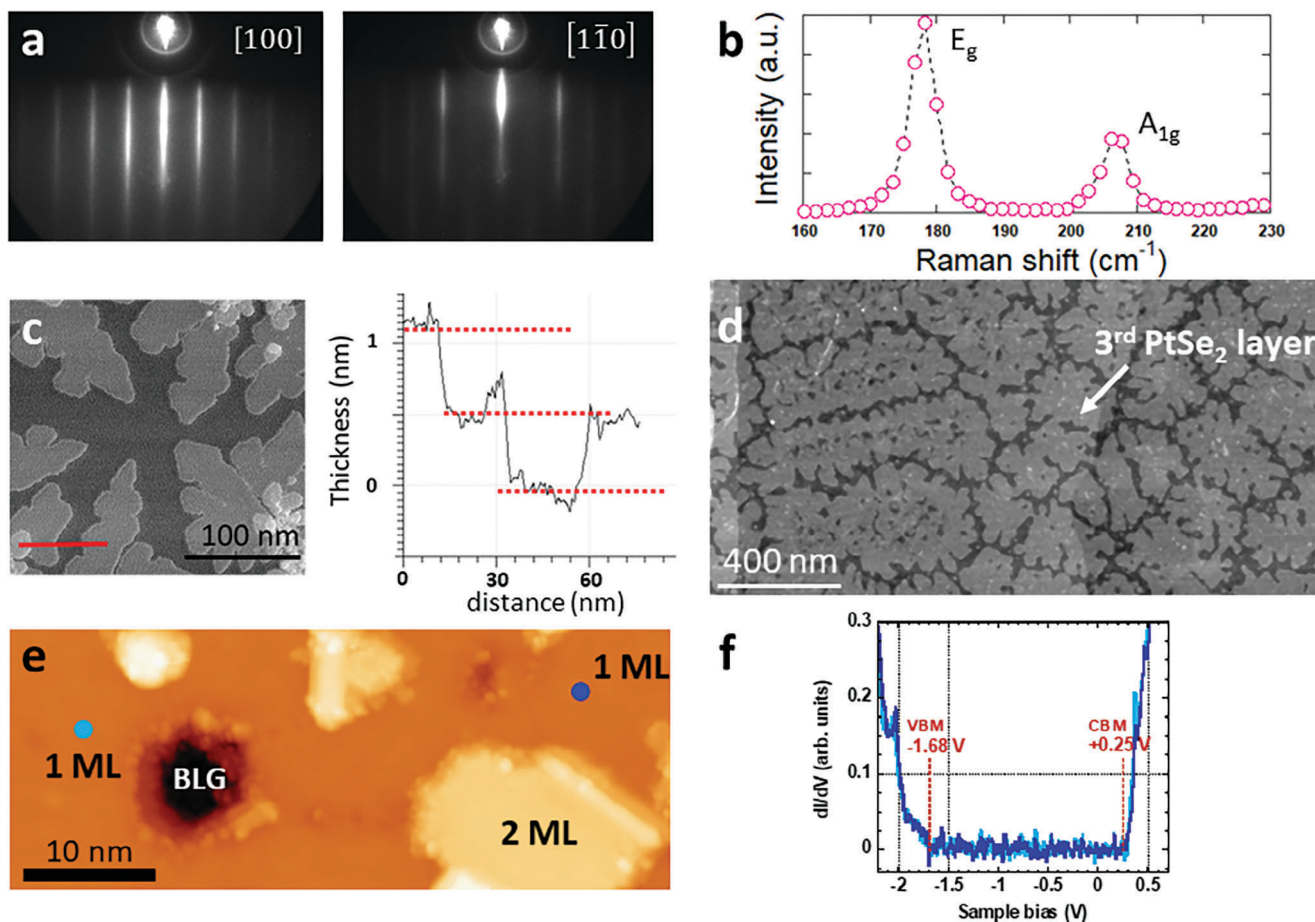 a
[100]
[11̄0]
b
Intensity (a.u.)
E_g
A_1g
160 170 180 190 200 210 220 230
Raman shift (cm⁻¹)
c
100 nm
Thickness (nm)
1
0
0 30 60
distance (nm)
d
3ʳᵈ PtSe₂ layer
400 nm
e
1 ML
1 ML
BLG
2 ML
10 nm
f
dI/dV (arb. units)
0.3
0.2
0.1
0
VBM
-1.68 V
CBM
+0.25 V
-2 -1.5 -1 -0.5 0 0.5
Sample bias (V)